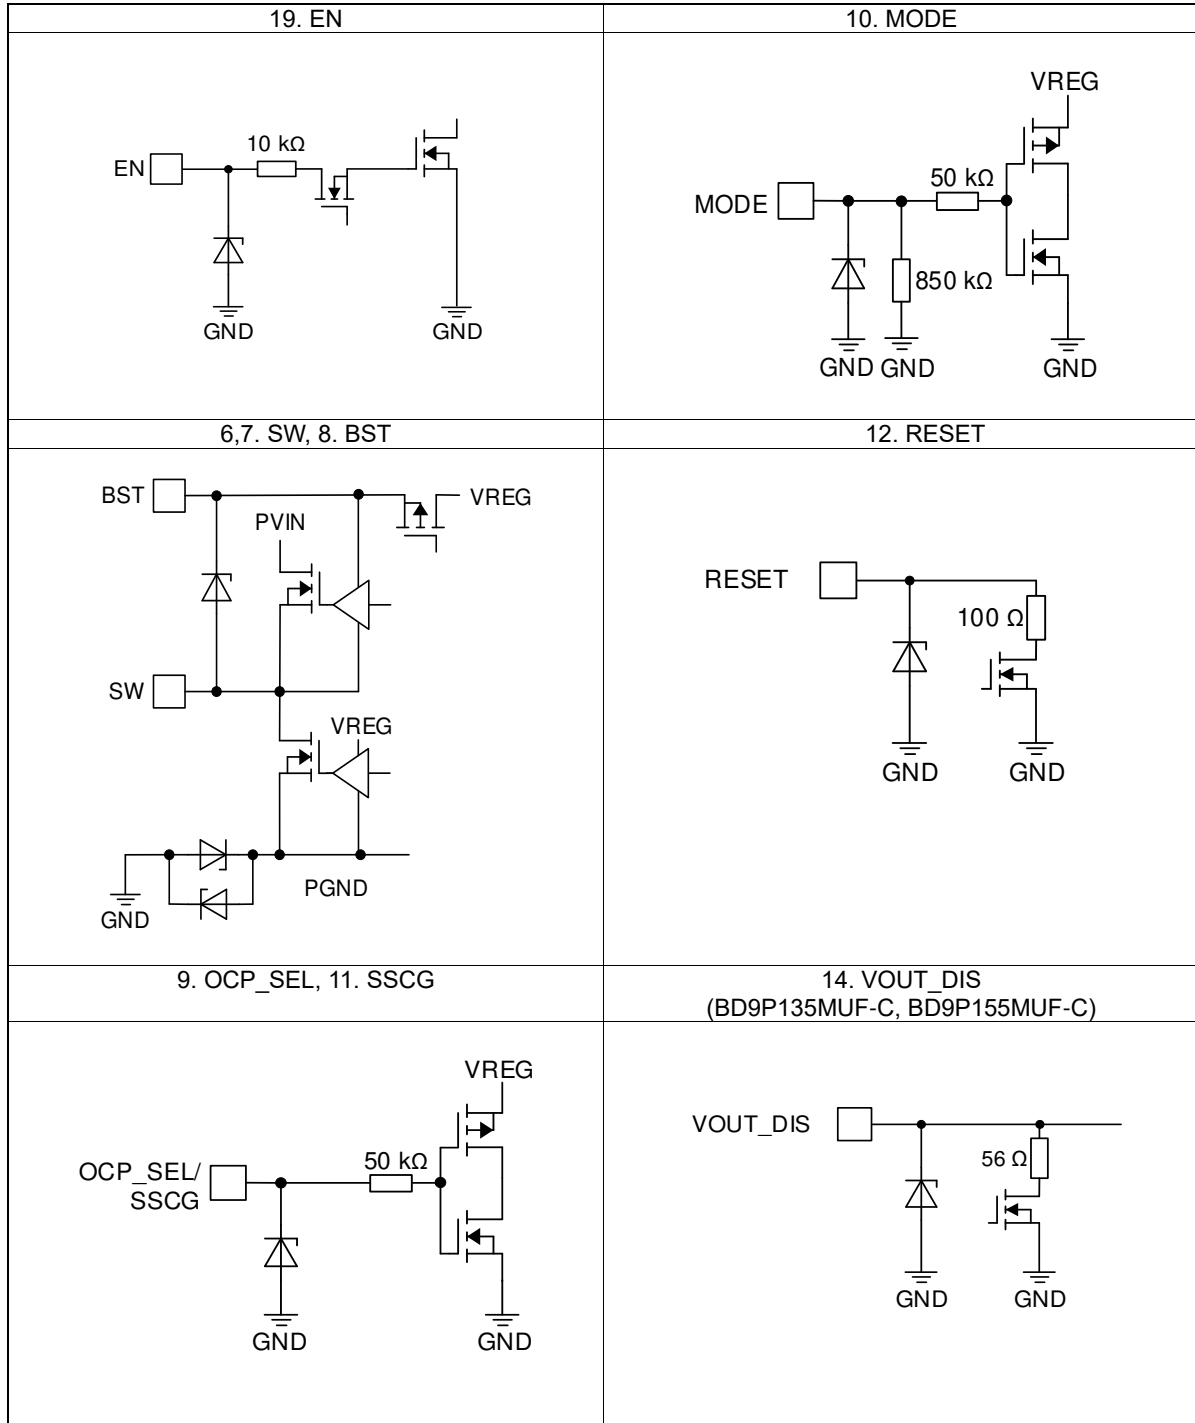 19. EN
10. MODE
EN
10 kΩ
GND
GND
VREG
MODE
50 kΩ
850 kΩ
GND
GND
GND
6,7. SW, 8. BST
12. RESET
BST
VREG
PVIN
SW
VREG
PGND
GND
RESET
100 Ω
GND
GND
9. OCP_SEL, 11. SSCG
14. VOUT_DIS
(BD9P135MUF-C, BD9P155MUF-C)
VREG
OCP_SEL/
SSCG
50 kΩ
GND
GND
VOUT_DIS
56 Ω
GND
GND